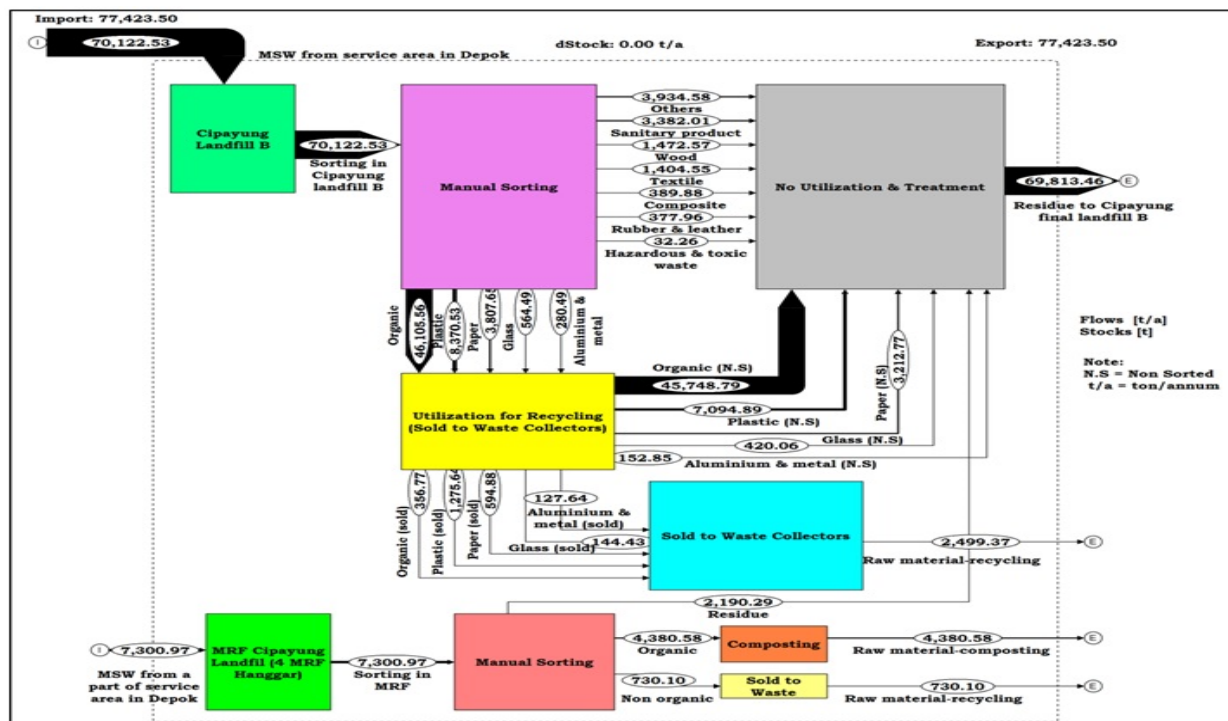 Import: 77,423.50
I
70,122.53
MSW from service area in Depok
dStock: 0.00 t/a
Export: 77,423.50
Cipayung
Landfill B
70,122.53
Sorting in
Cipayung
landfill B
Manual Sorting
3,934.58
Others
3,382.01
Sanitary product
1,472.57
Wood
1,404.55
Textile
389.88
Composite
377.96
Rubber & leather
32.26
Hazardous & toxic
waste
No Utilization & Treatment
69,813.46
E
Residue to Cipayung
final landfill B
Organic
46,105.56
Plastic
8,370.53
Paper
3,807.65
Glass
564.49
280.49
Aluminium &
metal
Flows [t/a]
Stocks [t]
Note:
N.S = Non Sorted
t/a = ton/annum
Utilization for Recycling
(Sold to Waste Collectors)
Organic (N.S)
45,748.79
7,094.89
Plastic (N.S)
Paper (N.S)
3,212.77
Glass (N.S)
420.06
152.85
Aluminium & metal (N.S)
Organic (sold)
356.77
Plastic (sold)
1,275.64
Paper (sold)
594.88
127.64
Aluminium &
metal (sold)
144.43
Glass (sold)
Sold to Waste Collectors
2,499.37
E
Raw material-recycling
2,190.29
Residue
I
7,300.97
MSW from a
part of service
area in Depok
MRF Cipayung
Landfil (4 MRF
Hanggar)
7,300.97
Sorting in
MRF
Manual Sorting
4,380.58
Organic
Composting
4,380.58
E
Raw material-composting
730.10
Non organic
Sold to
Waste
730.10
E
Raw material-recycling